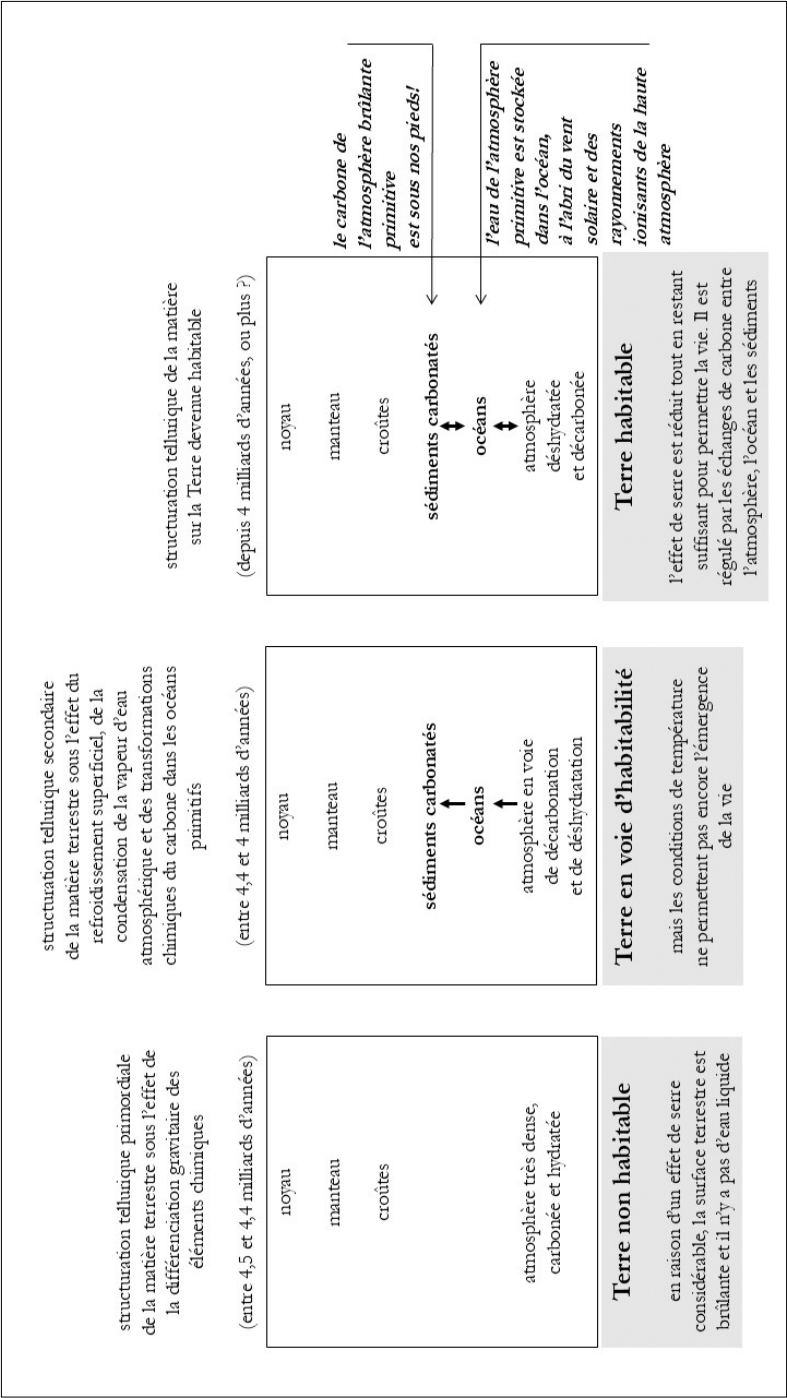 structuration tellurique primordiale
de la matière terrestre sous l'effet de
la différenciation gravitaire des
éléments chimiques
(entre 4,5 et 4,4 milliards d'années)
noyau
manteau
croûtes
atmosphère très dense,
carbonée et hydratée
Terre non habitable
en raison d'un effet de serre
considérable, la surface terrestre est
brûlante et il n'y a pas d'eau liquide
structuration tellurique secondaire
de la matière terrestre sous l'effet du
refroidissement superficiel, de la
condensation de la vapeur d'eau
atmosphérique et des transformations
chimiques du carbone dans les océans
primitifs
(entre 4,4 et 4 milliards d'années)
noyau
manteau
croûtes
sédiments carbonatés
océans
atmosphère en voie
de décarbonation
et de déshydratation
Terre en voie d'habitabilité
mais les conditions de température
ne permettent pas encore l'émergence
de la vie
structuration tellurique de la matière
sur la Terre devenue habitable
(depuis 4 milliards d'années, ou plus ?)
noyau
manteau
croûtes
sédiments carbonatés
océans
atmosphère
déshydratée
et décarbonée
Terre habitable
l'effet de serre est réduit tout en restant
suffisant pour permettre la vie. Il est
régulé par les échanges de carbone entre
l'atmosphère, l'océan et les sédiments
le carbone de
l'atmosphère brûlante
primitive
est sous nos pieds!
l'eau de l'atmosphère
primitive est stockée
dans l'océan,
à l'abri du vent
solaire et des
rayonnements
ionisants de la haute
atmosphère